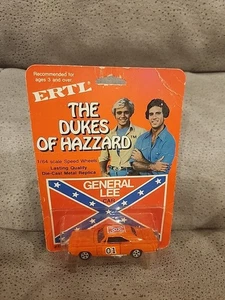 Recommended for
ages 3 and over.
ERTL
THE
DUKES
OF HAZZARD
1/64 scale Speed Wheels
Lasting Quality
Die-Cast Metal Replica
GENERAL
LEE
CAR
01